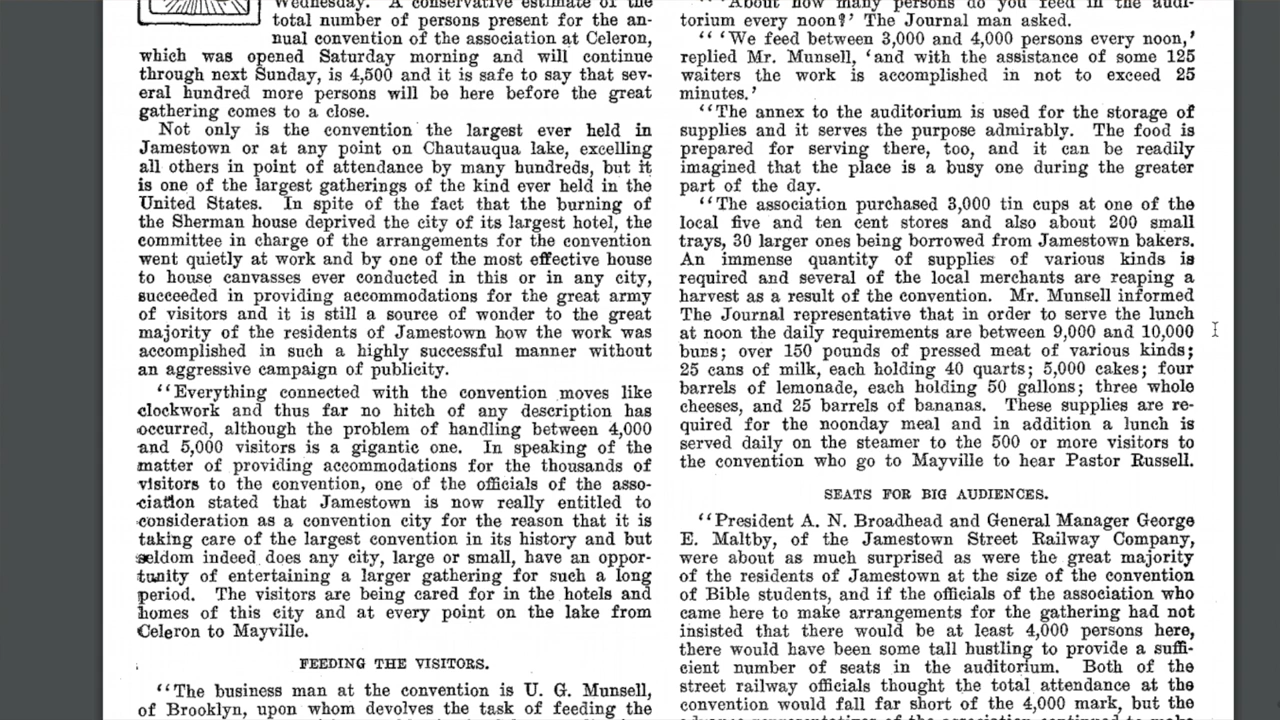 Wednesday. A conservative estimate of the
total number of persons present for the an-
nual convention of the association at Celeron,
which was opened Saturday morning and will continue
through next Sunday, is 4,500 and it is safe to say that sev-
eral hundred more persons will be here before the great
gathering comes to a close.
Not only is the convention the largest ever held in
Jamestown or at any point on Chautauqua lake, excelling
all others in point of attendance by many hundreds, but it
is one of the largest gatherings of the kind ever held in the
United States. In spite of the fact that the burning of
the Sherman house deprived the city of its largest hotel, the
committee in charge of the arrangements for the convention
went quietly at work and by one of the most effective house
to house canvasses ever conducted in this or in any city,
succeeded in providing accommodations for the great army
of visitors and it is still a source of wonder to the great
majority of the residents of Jamestown how the work was
accomplished in such a highly successful manner without
an aggressive campaign of publicity.
“Everything connected with the convention moves like
clockwork and thus far no hitch of any description has
occurred, although the problem of handling between 4,000
and 5,000 visitors is a gigantic one. In speaking of the
matter of providing accommodations for the thousands of
visitors to the convention, one of the officials of the asso-
ciation stated that Jamestown is now really entitled to
consideration as a convention city for the reason that it is
taking care of the largest convention in its history and but
seldom indeed does any city, large or small, have an oppor-
tunity of entertaining a larger gathering for such a long
period. The visitors are being cared for in the hotels and
homes of this city and at every point on the lake from
Celeron to Mayville.
FEEDING THE VISITORS.
“The business man at the convention is U. G. Munsell,
of Brooklyn, upon whom devolves the task of feeding the
“‘About how many persons do you feed in the audi-
torium every noon?’ The Journal man asked.
“‘We feed between 3,000 and 4,000 persons every noon,’
replied Mr. Munsell, ‘and with the assistance of some 125
waiters the work is accomplished in not to exceed 25
minutes.’
“The annex to the auditorium is used for the storage of
supplies and it serves the purpose admirably. The food is
prepared for serving there, too, and it can be readily
imagined that the place is a busy one during the greater
part of the day.
“The association purchased 3,000 tin cups at one of the
local five and ten cent stores and also about 200 small
trays, 30 larger ones being borrowed from Jamestown bakers.
An immense quantity of supplies of various kinds is
required and several of the local merchants are reaping a
harvest as a result of the convention. Mr. Munsell informed
The Journal representative that in order to serve the lunch
at noon the daily requirements are between 9,000 and 10,000
buns; over 150 pounds of pressed meat of various kinds;
25 cans of milk, each holding 40 quarts; 5,000 cakes; four
barrels of lemonade, each holding 50 gallons; three whole
cheeses, and 25 barrels of bananas. These supplies are re-
quired for the noonday meal and in addition a lunch is
served daily on the steamer to the 500 or more visitors to
the convention who go to Mayville to hear Pastor Russell.
SEATS FOR BIG AUDIENCES.
“President A. N. Broadhead and General Manager George
E. Maltby, of the Jamestown Street Railway Company,
were about as much surprised as were the great majority
of the residents of Jamestown at the size of the convention
of Bible students, and if the officials of the association who
came here to make arrangements for the gathering had not
insisted that there would be at least 4,000 persons here,
there would have been some tall hustling to provide a suffi-
cient number of seats in the auditorium. Both of the
street railway officials thought the total attendance at the
convention would fall far short of the 4,000 mark, but the